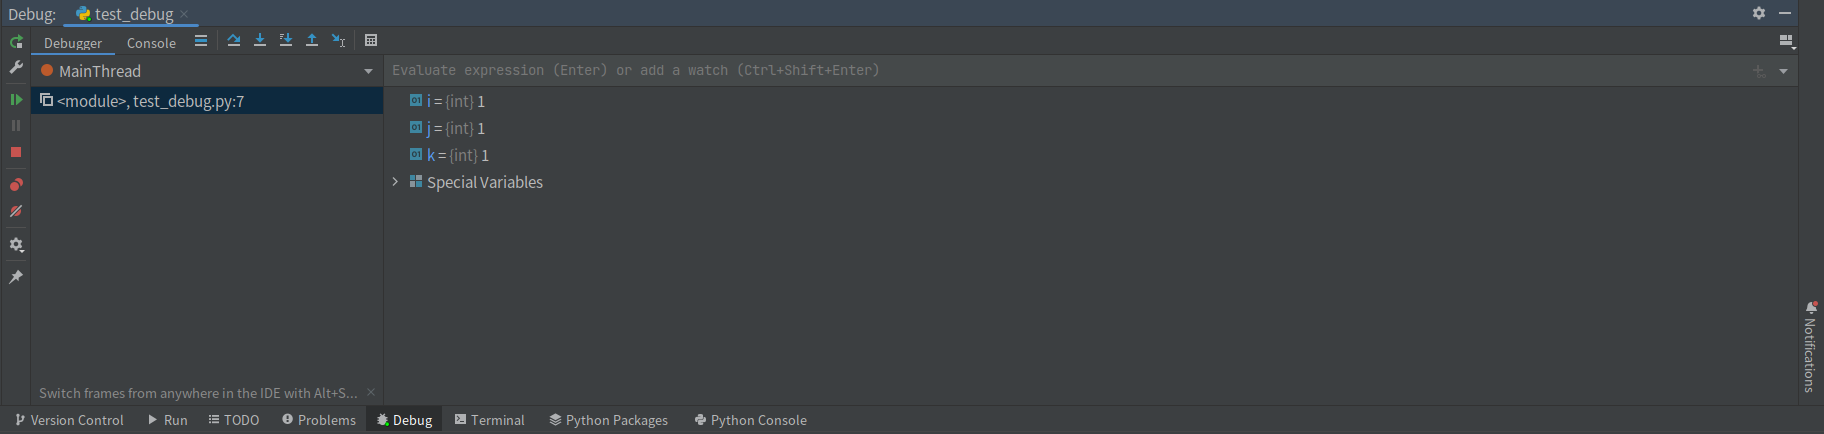 Debug: test_debug
Debugger Console
MainThread
Evaluate expression (Enter) or add a watch (Ctrl+Shift+Enter)
<module>, test_debug.py:7
i = {int} 1
j = {int} 1
k = {int} 1
Special Variables
Switch frames from anywhere in the IDE with Alt+S...
Notifications
Version Control Run TODO Problems Debug Terminal Python Packages Python Console